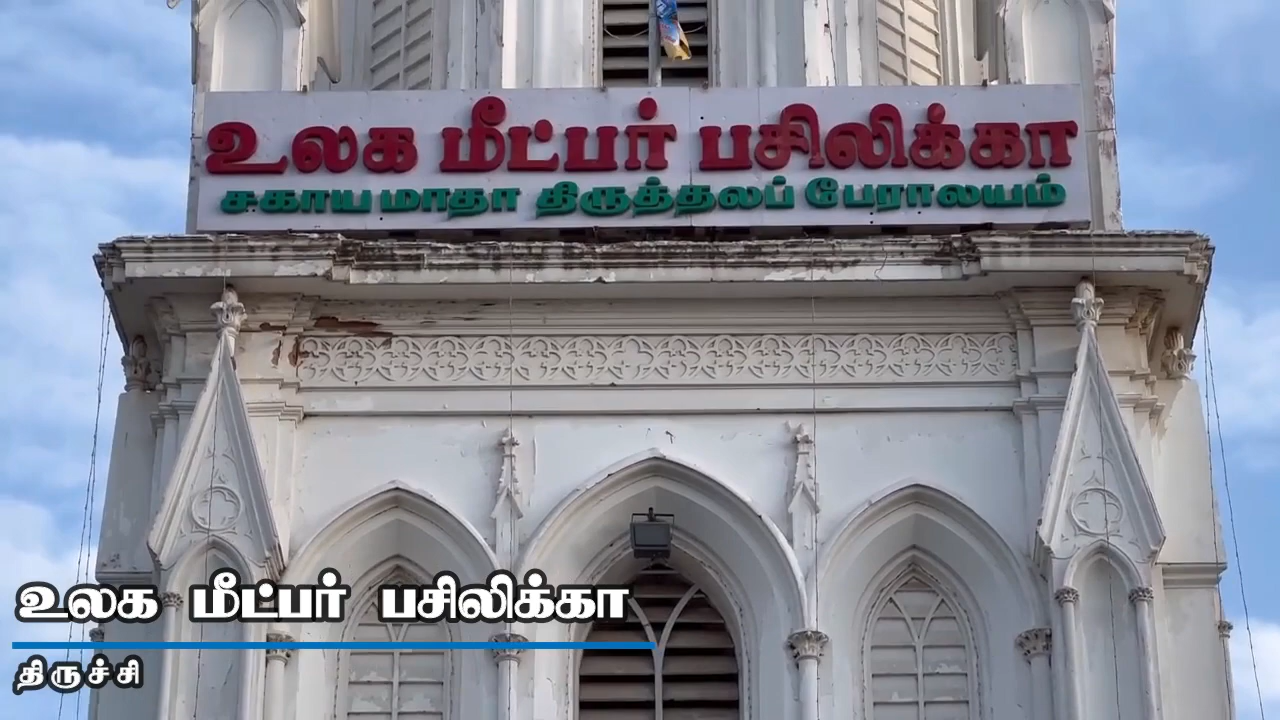 உலக மீட்பர் பசிலிக்கா
சகாய மாதா திருத்தலப் பேராலயம்
உலக மீட்பர் பசிலிக்கா
திருச்சி